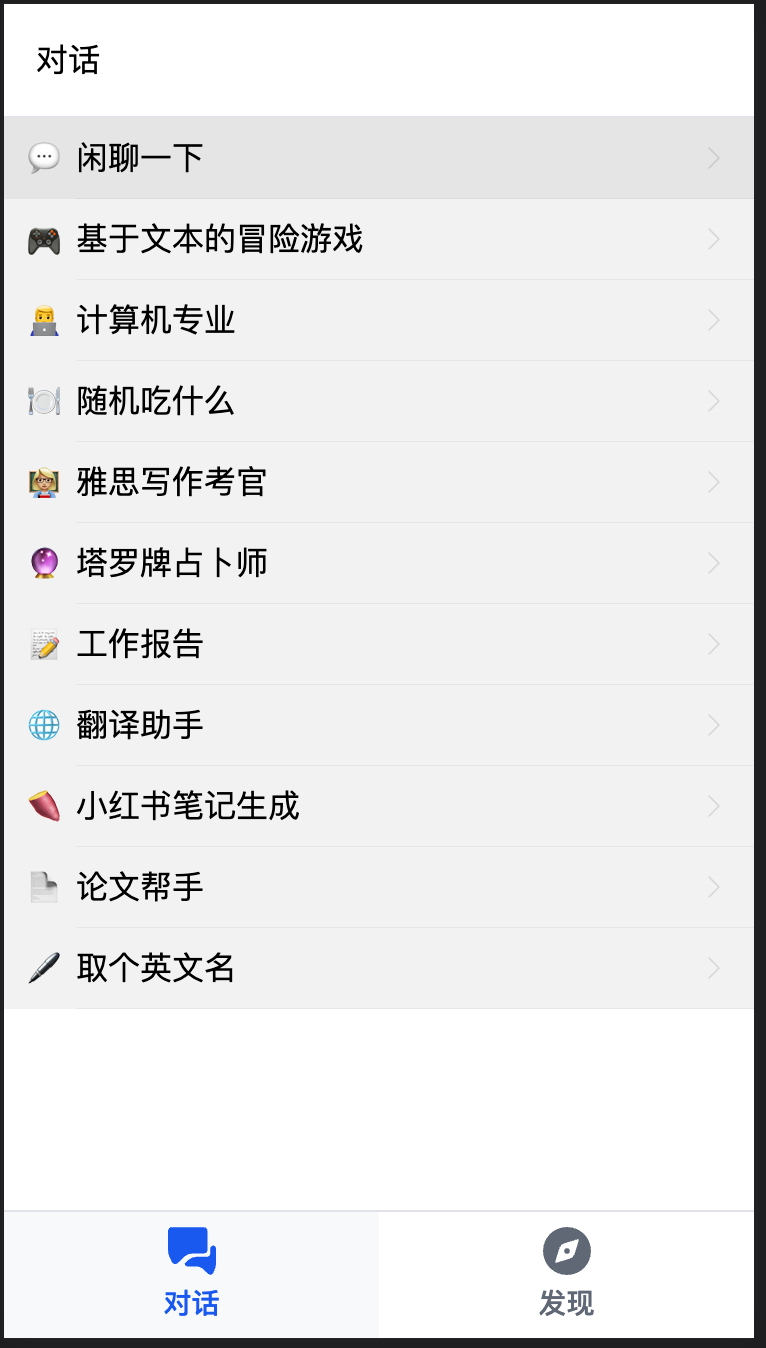 对话
闲聊一下
基于文本的冒险游戏
计算机专业
随机吃什么
雅思写作考官
塔罗牌占卜师
工作报告
翻译助手
小红书笔记生成
论文帮手
取个英文名
对话
发现